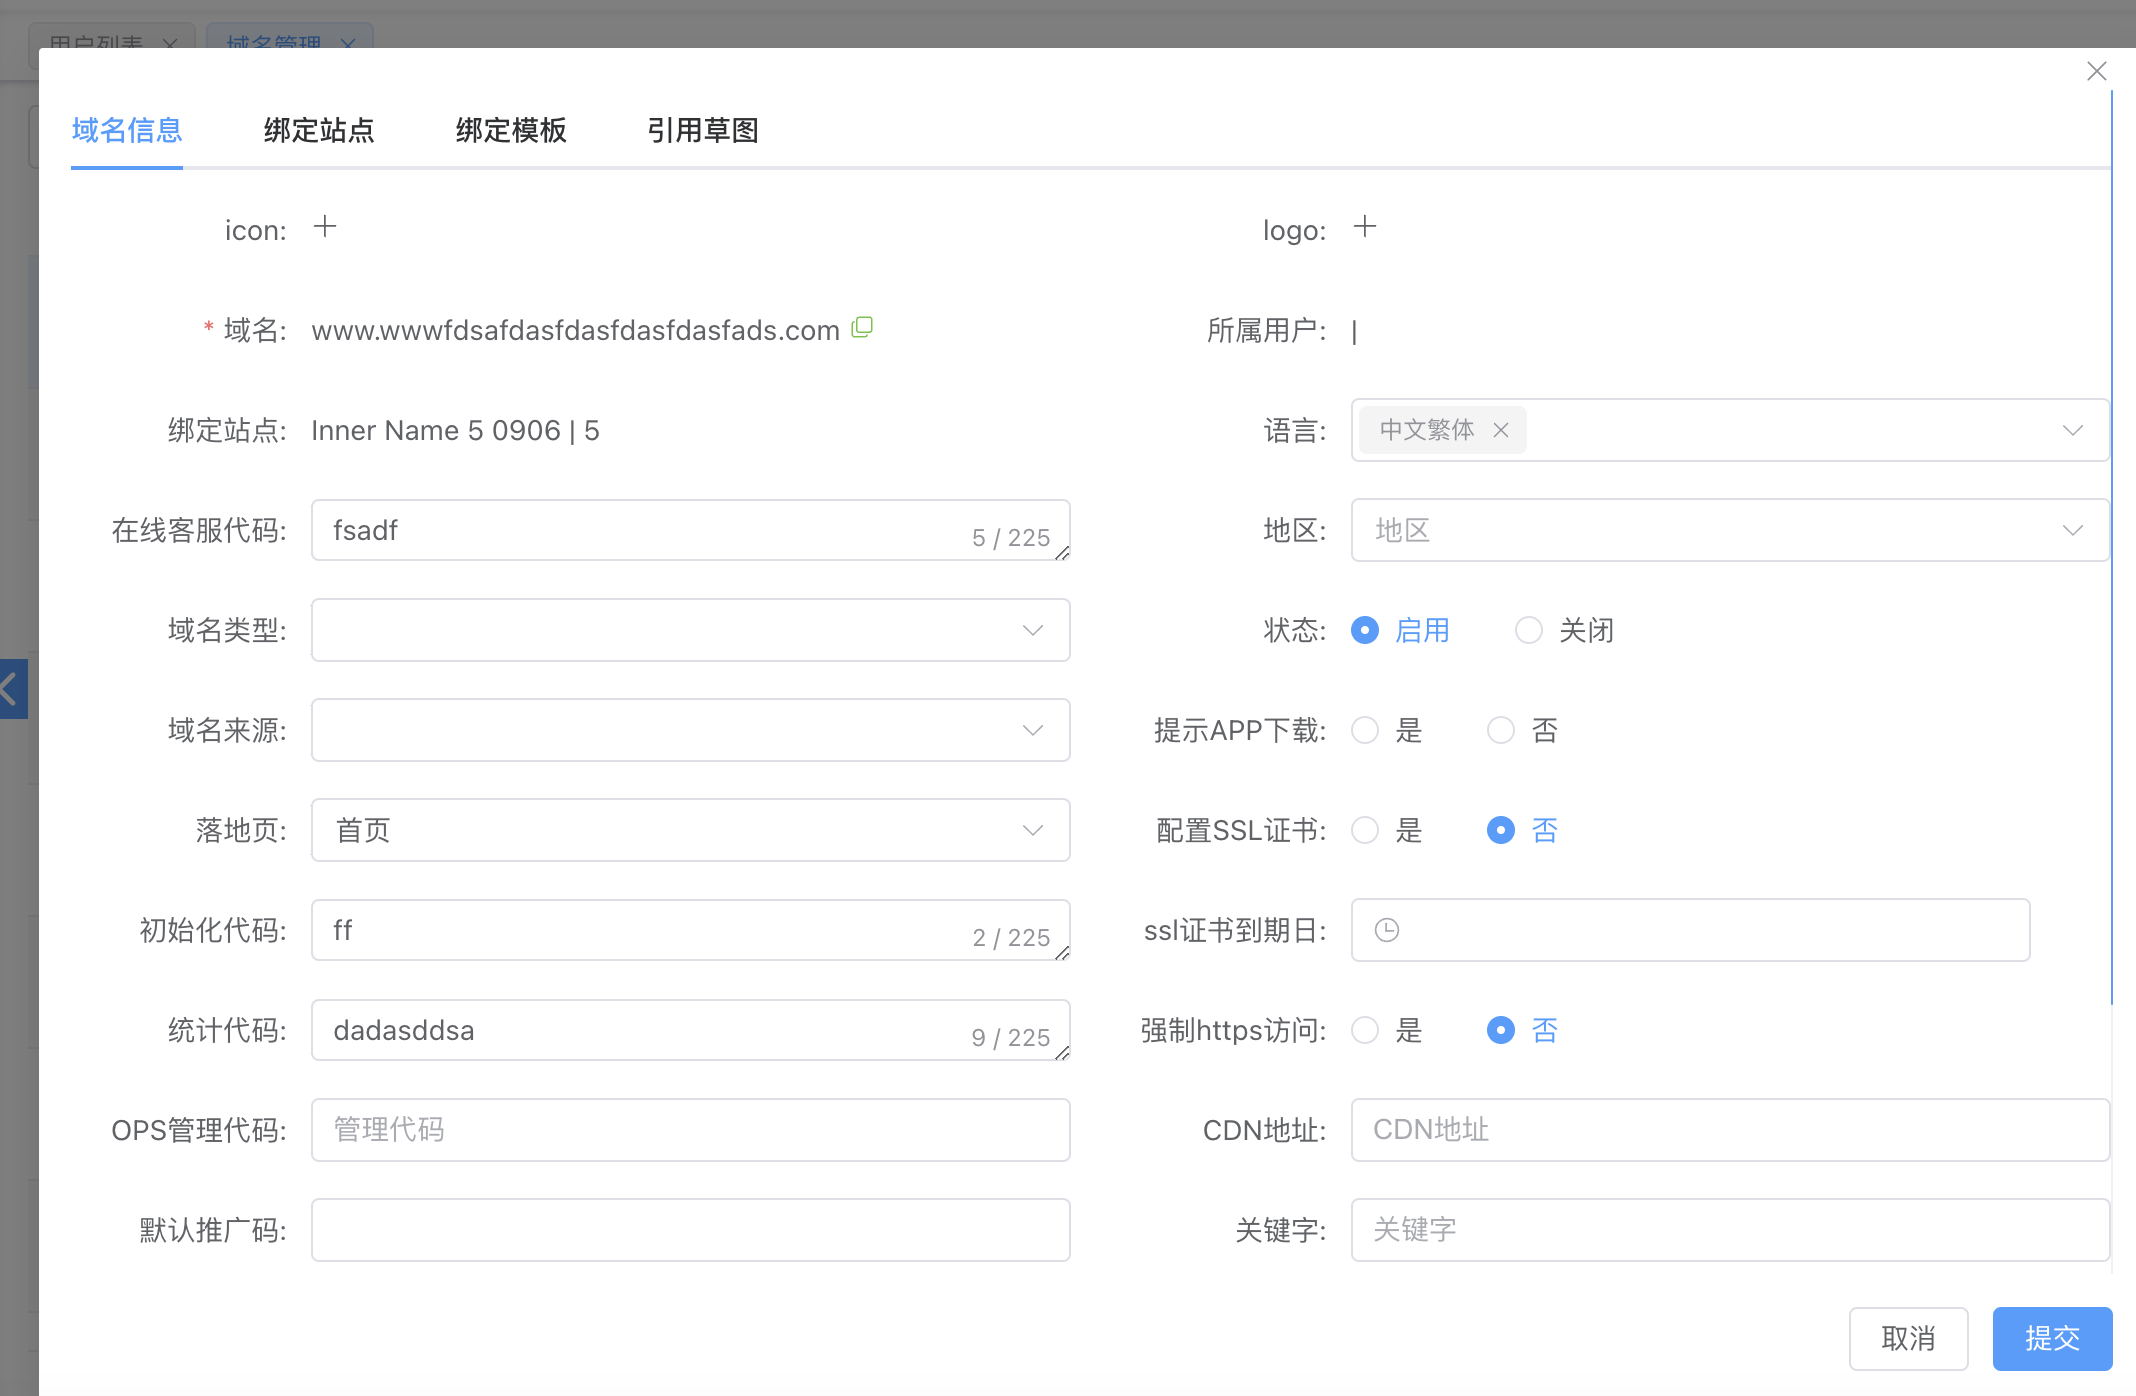 用户列表
域名管理
域名信息 绑定站点 绑定模板 引用草图
icon:
logo:
* 域名: www.wwwfdsafdasfdasfdasfdasfads.com
所属用户: |
绑定站点: Inner Name 5 0906 | 5
语言: 中文繁体
在线客服代码: fsadf 5 / 225
地区: 地区
域名类型:
状态: 启用 关闭
域名来源:
提示APP下载: 是 否
落地页: 首页
配置SSL证书: 是 否
初始化代码: ff 2 / 225
ssl证书到期日:
统计代码: dadasddsa 9 / 225
强制https访问: 是 否
OPS管理代码: 管理代码
CDN地址: CDN地址
默认推广码:
关键字: 关键字
取消 提交